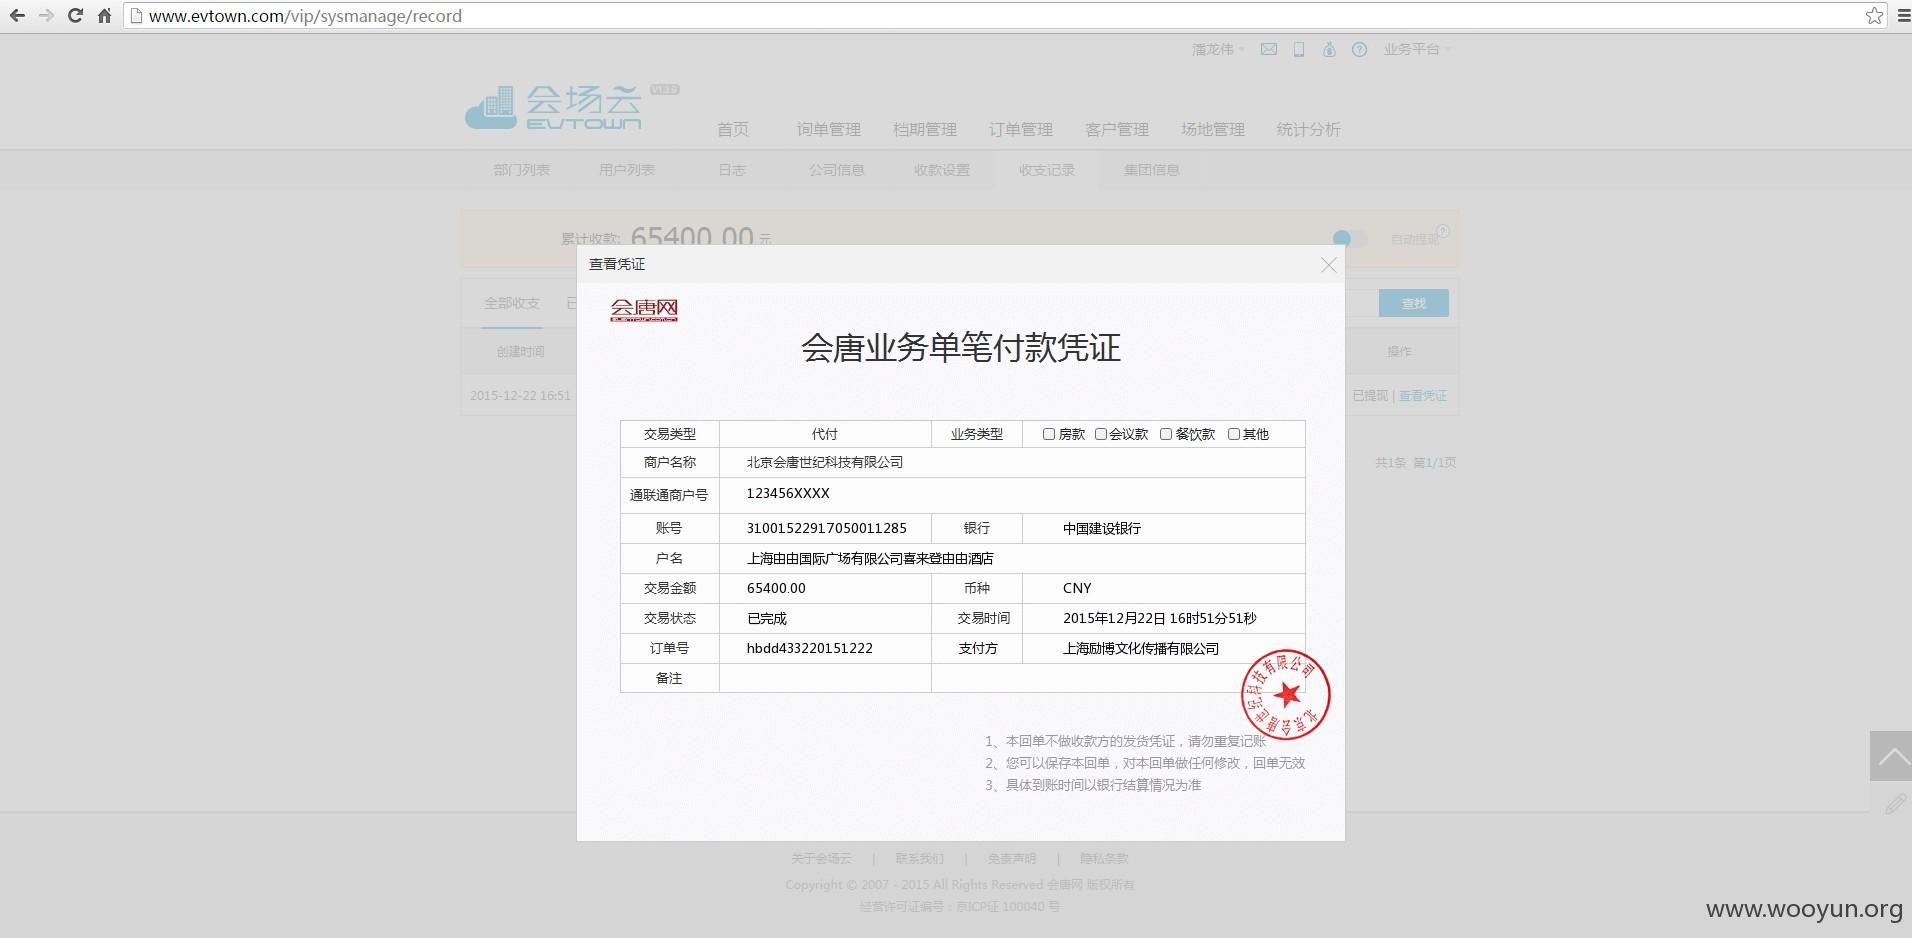 www.evtown.com/vip/sysmanage/record
潘龙伟 业务平台
会场云 V1.3.0
EVTOWN
首页 询单管理 档期管理 订单管理 客户管理 场地管理 统计分析
部门列表 用户列表 日志 公司信息 收款设置 收支记录 集团信息
累计收款: 65400.00 元 自动提现
查看凭证
全部收支 已 查找
会唐网
会唐业务单笔付款凭证
创建时间 操作
2015-12-22 16:51 已提现 | 查看凭证
交易类型 代付 业务类型 房款 会议款 餐饮款 其他
商户名称 北京会唐世纪科技有限公司
共1条 第1/1页
通联通商户号 123456XXXX
账号 31001522917050011285 银行 中国建设银行
户名 上海由由国际广场有限公司喜来登由由酒店
交易金额 65400.00 币种 CNY
交易状态 已完成 交易时间 2015年12月22日 16时51分51秒
订单号 hbdd433220151222 支付方 上海励博文化传播有限公司
备注
北京会唐世纪科技有限公司
1、本回单不做收款方的发货凭证，请勿重复记账
2、您可以保存本回单，对本回单做任何修改，回单无效
3、具体到账时间以银行结算情况为准
关于会场云 | 联系我们 | 免责声明 | 隐私条款
Copyright © 2007 - 2015 All Rights Reserved 会唐网 版权所有
经营许可证编号：京ICP证 100040 号
www.wooyun.org